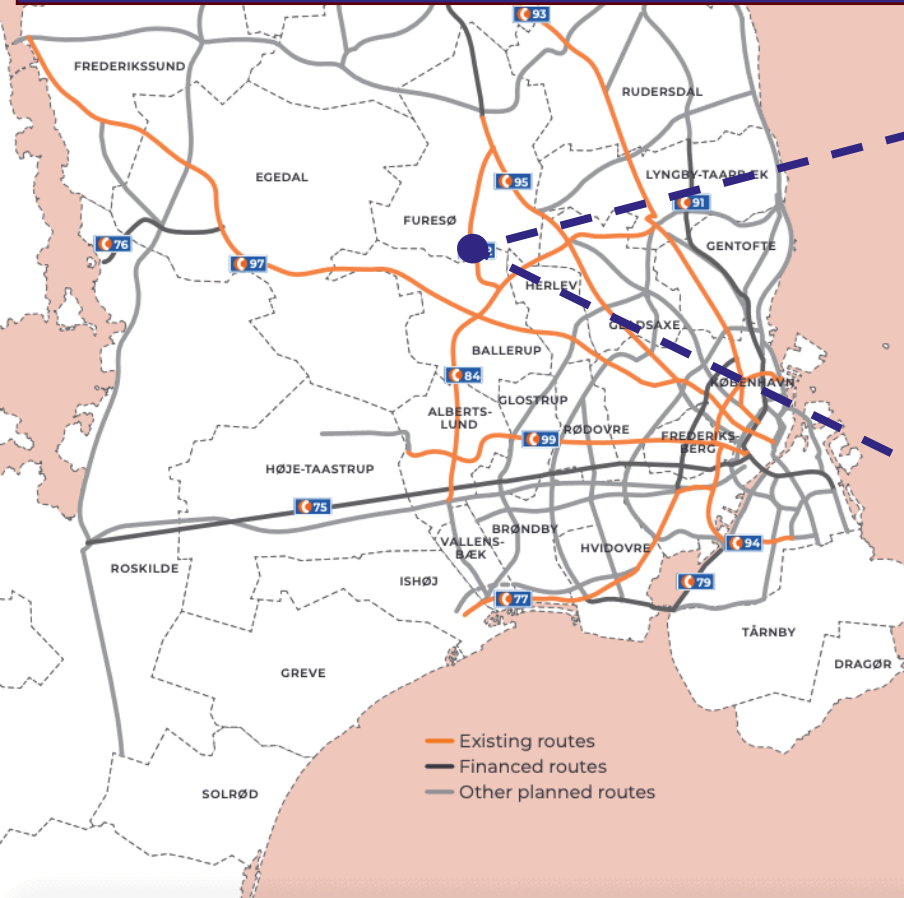 93
FREDERIKSSUND
RUDERSDAL
EGEDAL
LYNGBY-TAARBÆK
95
91
FURESØ
76
GENTOFTE
97
HERLEV
GLADSAXE
BALLERUP
84
KØBENHAVN
GLOSTRUP
ALBERTS-
LUND
RØDOVRE
99
FREDERIKS-
BERG
HØJE-TAASTRUP
75
BRØNDBY
VALLENS-
BÆK
HVIDOVRE
94
ROSKILDE
ISHØJ
79
77
TÅRNBY
DRAGØR
GREVE
Existing routes
Financed routes
Other planned routes
SOLRØD